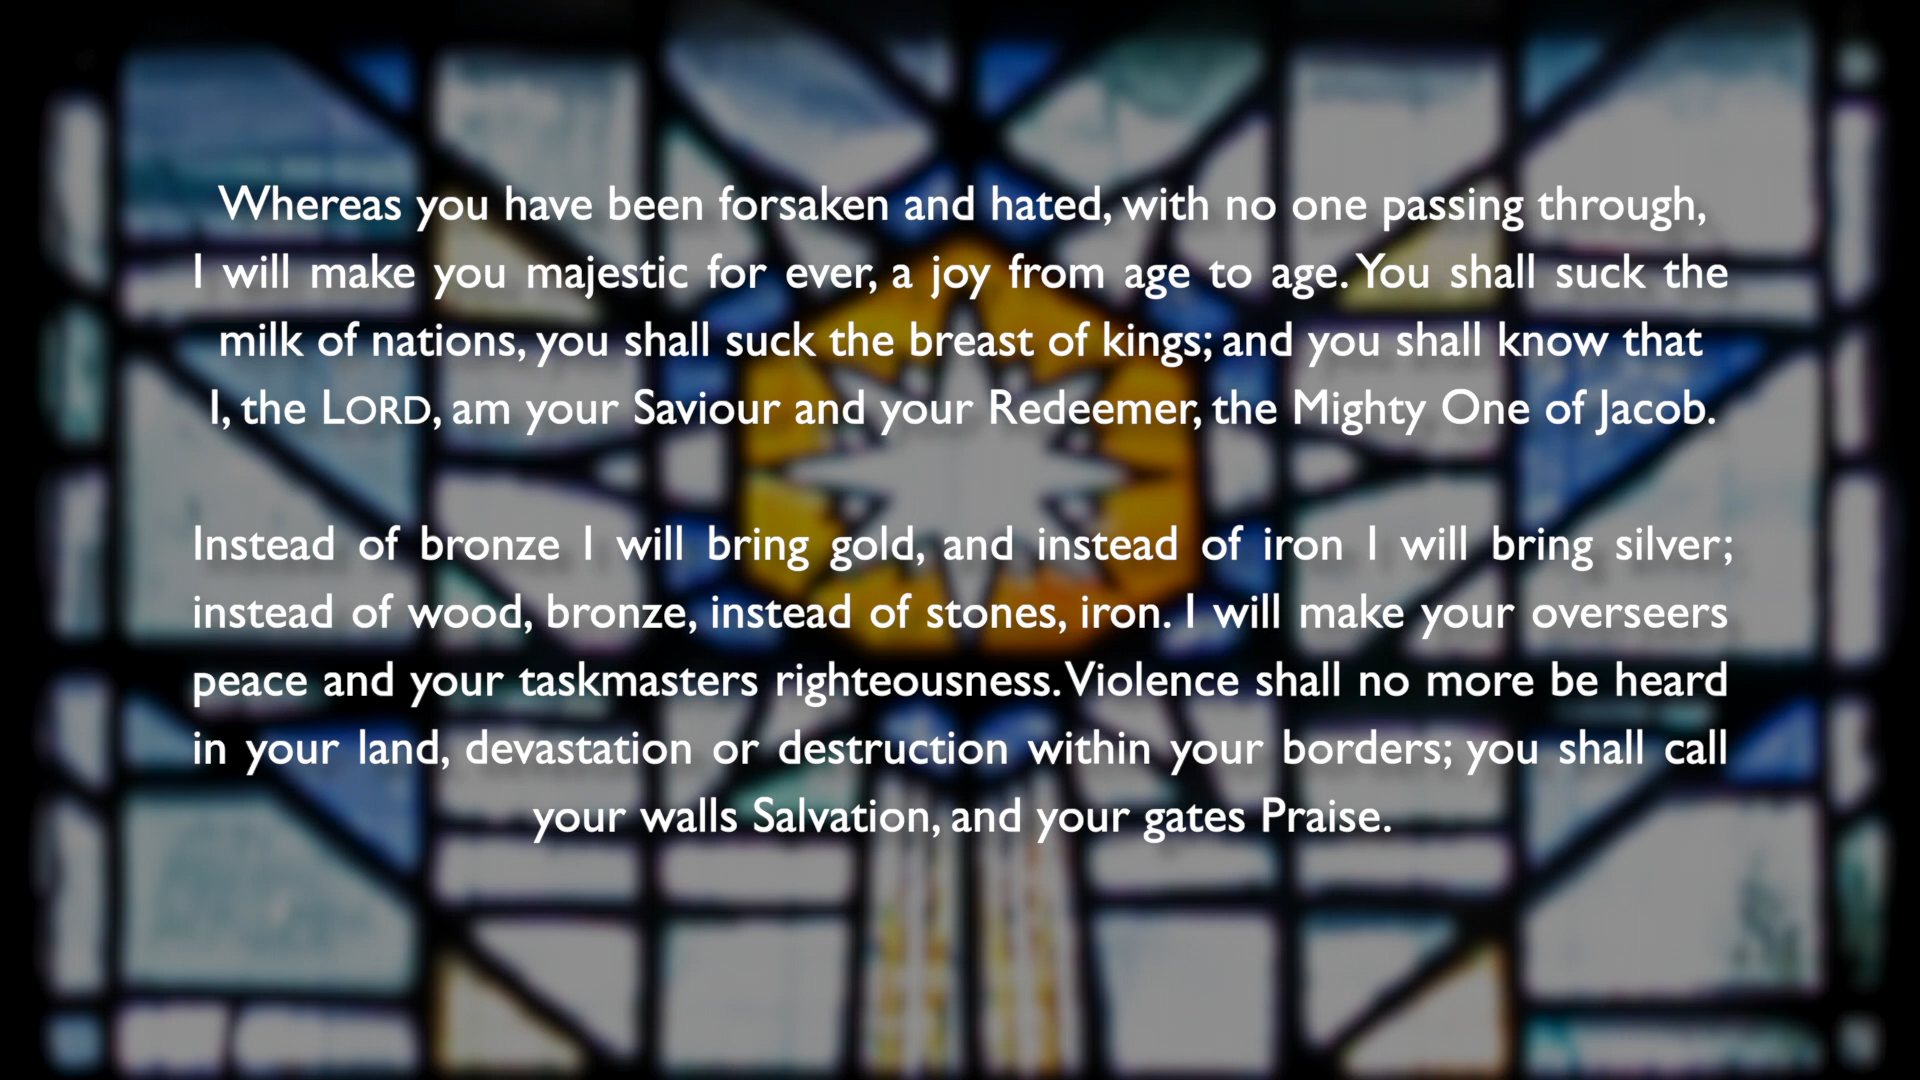 Whereas you have been forsaken and hated, with no one passing through,
I will make you majestic for ever, a joy from age to age. You shall suck the
milk of nations, you shall suck the breast of kings; and you shall know that
I, the LORD, am your Saviour and your Redeemer, the Mighty One of Jacob.
Instead of bronze I will bring gold, and instead of iron I will bring silver;
instead of wood, bronze, instead of stones, iron. I will make your overseers
peace and your taskmasters righteousness. Violence shall no more be heard
in your land, devastation or destruction within your borders; you shall call
your walls Salvation, and your gates Praise.